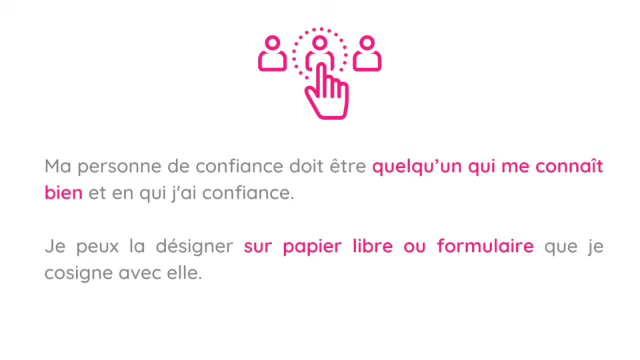 Ma personne de confiance doit être quelqu’un qui me connaît
bien et en qui j'ai confiance.
Je peux la désigner sur papier libre ou formulaire que je
cosigne avec elle.